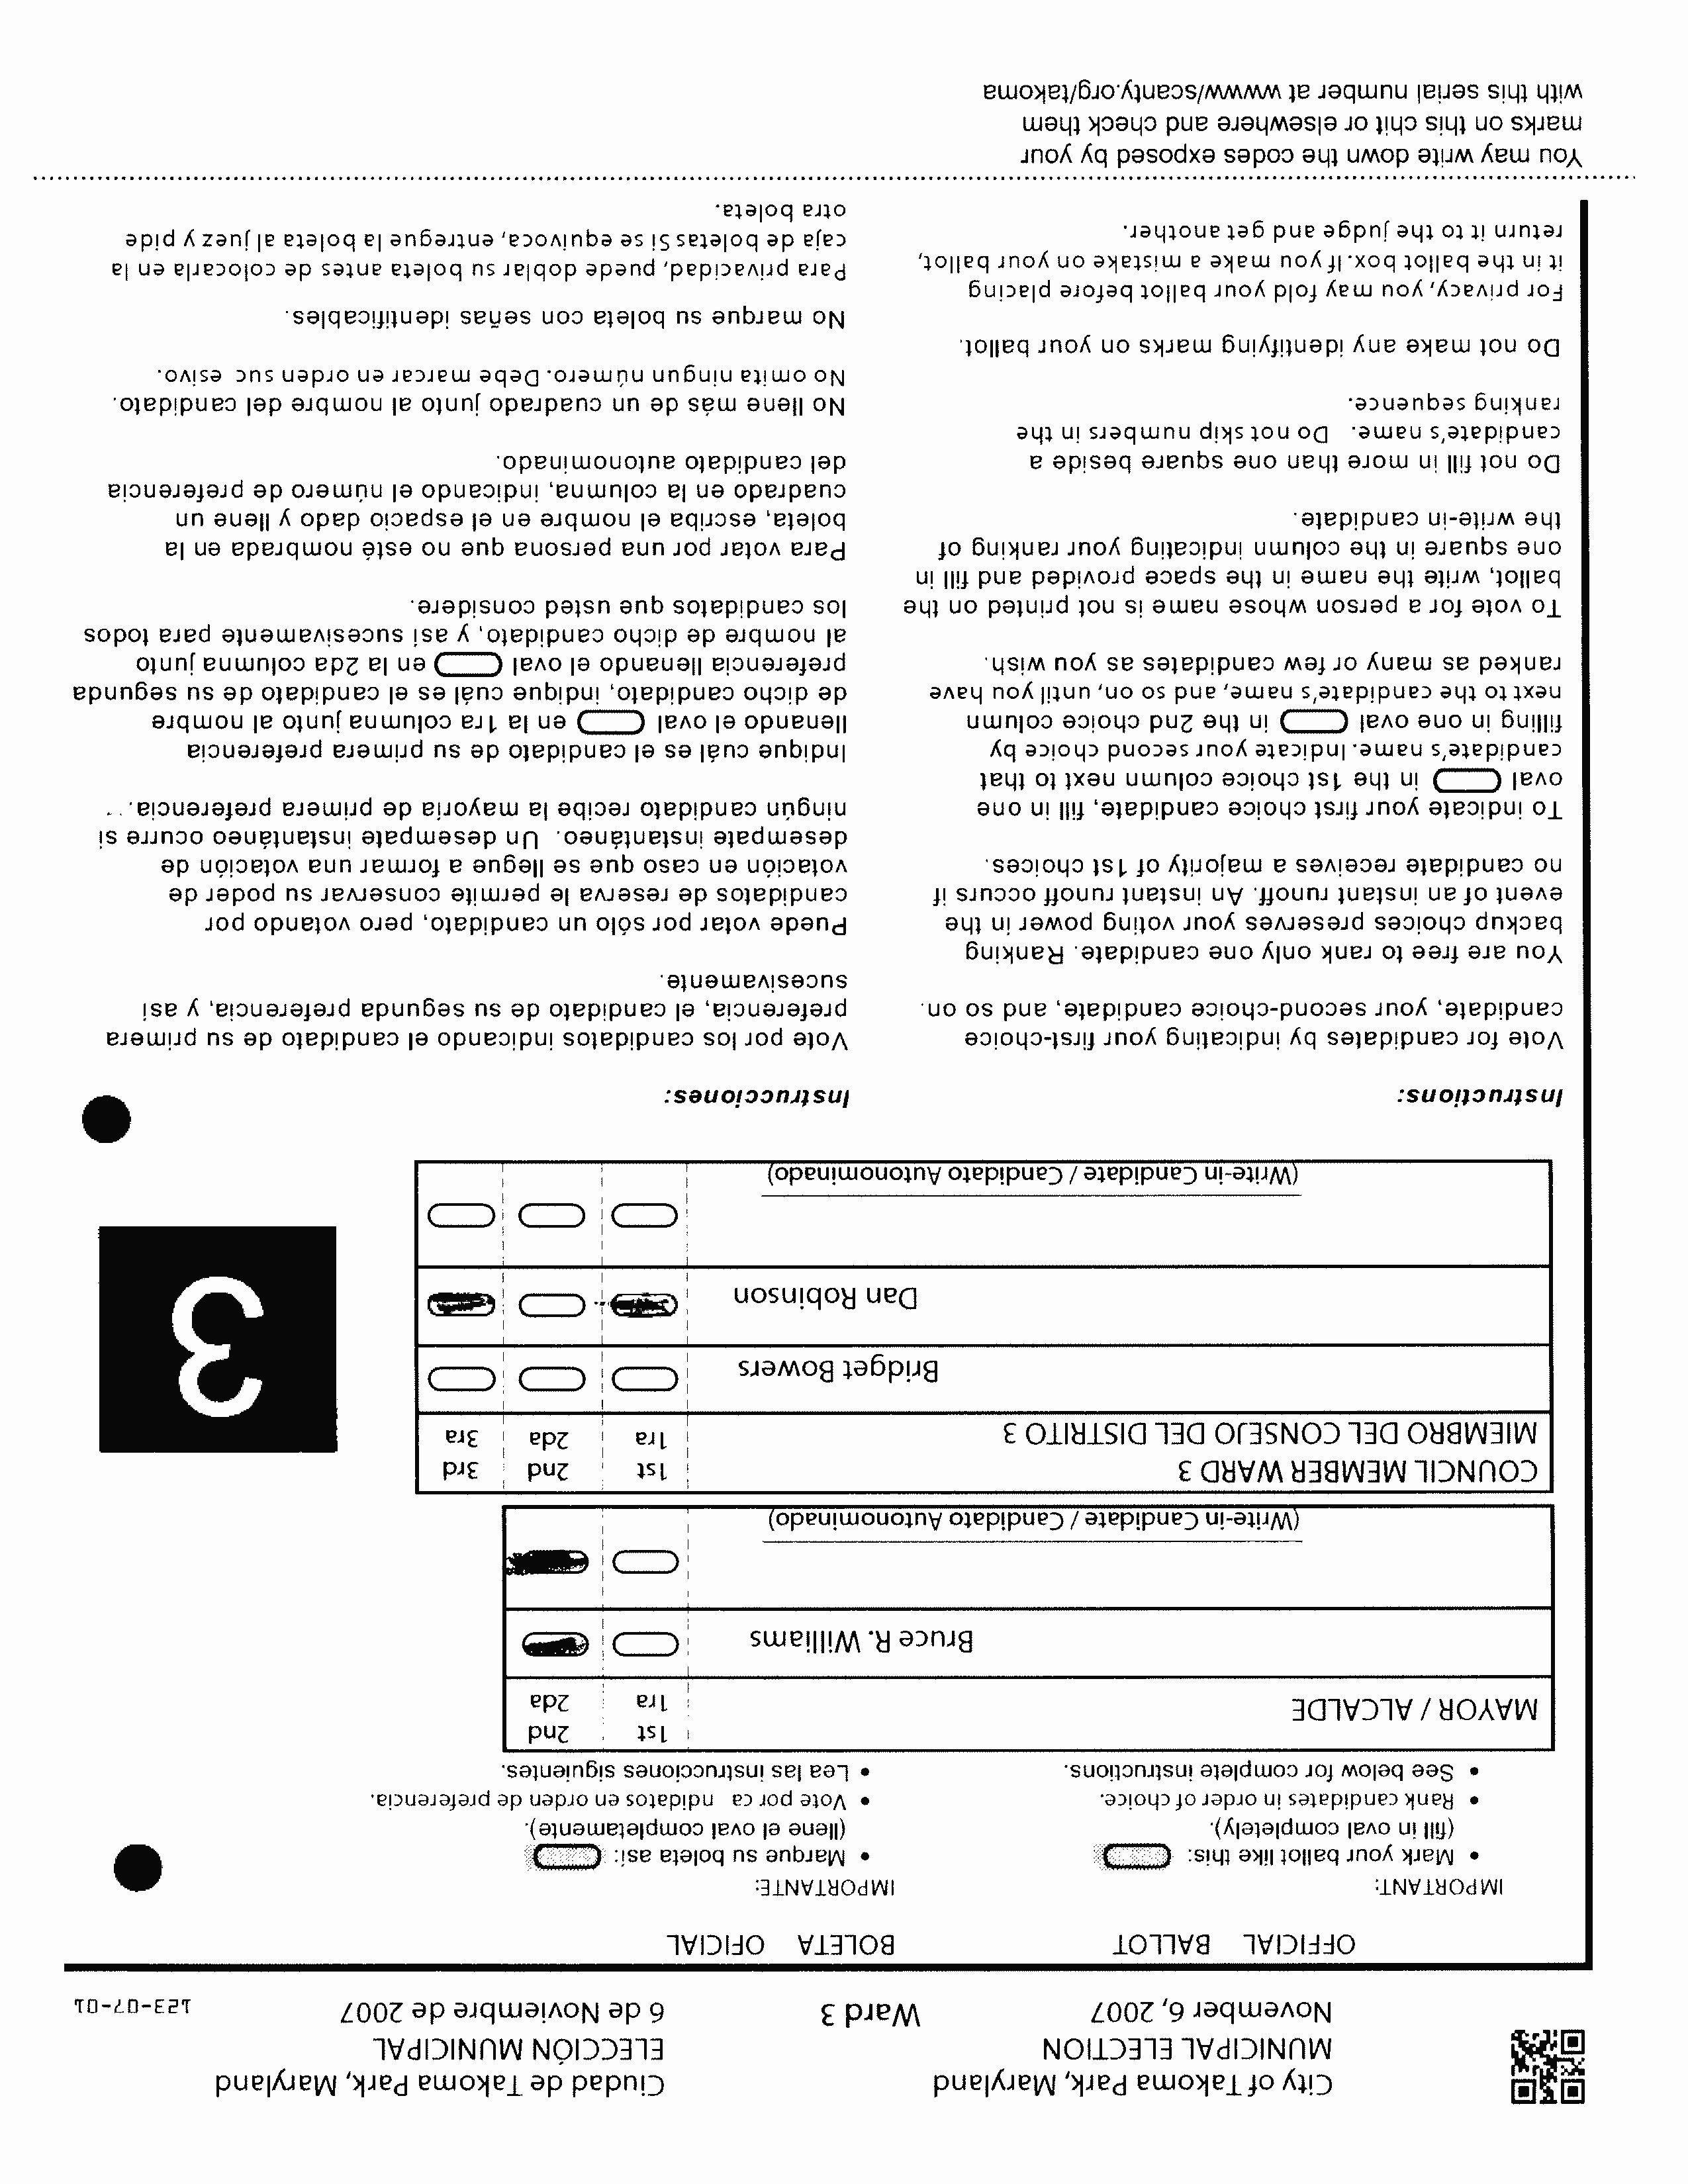 City of Takoma Park, Maryland
MUNICIPAL ELECTION
November 6, 2007
Ward 3
Ciudad de Takoma Park, Maryland
ELECCIÓN MUNICIPAL
6 de Noviembre de 2007
123-07-01
OFFICIAL BALLOT
BOLETA OFICIAL
IMPORTANT:
• Mark your ballot like this:
(fill in oval completely).
• Rank candidates in order of choice.
• See below for complete instructions.
IMPORTANTE:
• Marque su boleta así:
(llene el oval completamente).
• Vote por ca ndidatos en orden de preferencia.
• Lea las instrucciones siguientes.
MAYOR / ALCALDE
1st 2nd
1ra 2da
Bruce R. Williams
(Write-in Candidate / Candidato Autonominado)
COUNCIL MEMBER WARD 3
1st 2nd 3rd
MIEMBRO DEL CONSEJO DEL DISTRITO 3
1ra 2da 3ra
Bridget Bowers
Dan Robinson
(Write-in Candidate / Candidato Autonominado)
3
Instructions:
Vote for candidates by indicating your first-choice
candidate, your second-choice candidate, and so on.
You are free to rank only one candidate. Ranking
backup choices preserves your voting power in the
event of an instant runoff. An instant runoff occurs if
no candidate receives a majority of 1st choices.
To indicate your first choice candidate, fill in one
oval in the 1st choice column next to that
candidate's name. Indicate your second choice by
filling in one oval in the 2nd choice column
next to the candidate's name, and so on, until you have
ranked as many or few candidates as you wish.
To vote for a person whose name is not printed on the
ballot, write the name in the space provided and fill in
one square in the column indicating your ranking of
the write-in candidate.
Do not fill in more than one square beside a
candidate's name. Do not skip numbers in the
ranking sequence.
Do not make any identifying marks on your ballot.
For privacy, you may fold your ballot before placing
it in the ballot box. If you make a mistake on your ballot,
return it to the judge and get another.
Instrucciones:
Vote por los candidatos indicando el candidato de su primera
preferencia, el candidato de su segunda preferencia, y así
sucesivamente.
Puede votar por sólo un candidato, pero votando por
candidatos de reserva le permite conservar su poder de
votación en caso que se llegue a formar una votación de
desempate instantáneo. Un desempate instantáneo ocurre si
ningún candidato recibe la mayoría de primera preferencia.
Indique cuál es el candidato de su primera preferencia
llenando el oval en la 1ra columna junto al nombre
de dicho candidato, indique cuál es el candidato de su segunda
preferencia llenando el oval en la 2da columna junto
al nombre de dicho candidato, y así sucesivamente para todos
los candidatos que usted considere.
Para votar por una persona que no esté nombrada en la
boleta, escriba el nombre en el espacio dado y llene un
cuadrado en la columna, indicando el número de preferencia
del candidato autonominado.
No llene más de un cuadrado junto al nombre del candidato.
No omita ningun número. Debe marcar en orden suc esivo.
No marque su boleta con señas identificables.
Para privacidad, puede doblar su boleta antes de colocarla en la
caja de boletas Si se equivoca, entregue la boleta al juez y pide
otra boleta.
You may write down the codes exposed by your
marks on this chit or elsewhere and check them
with this serial number at www/scanty.org/takoma